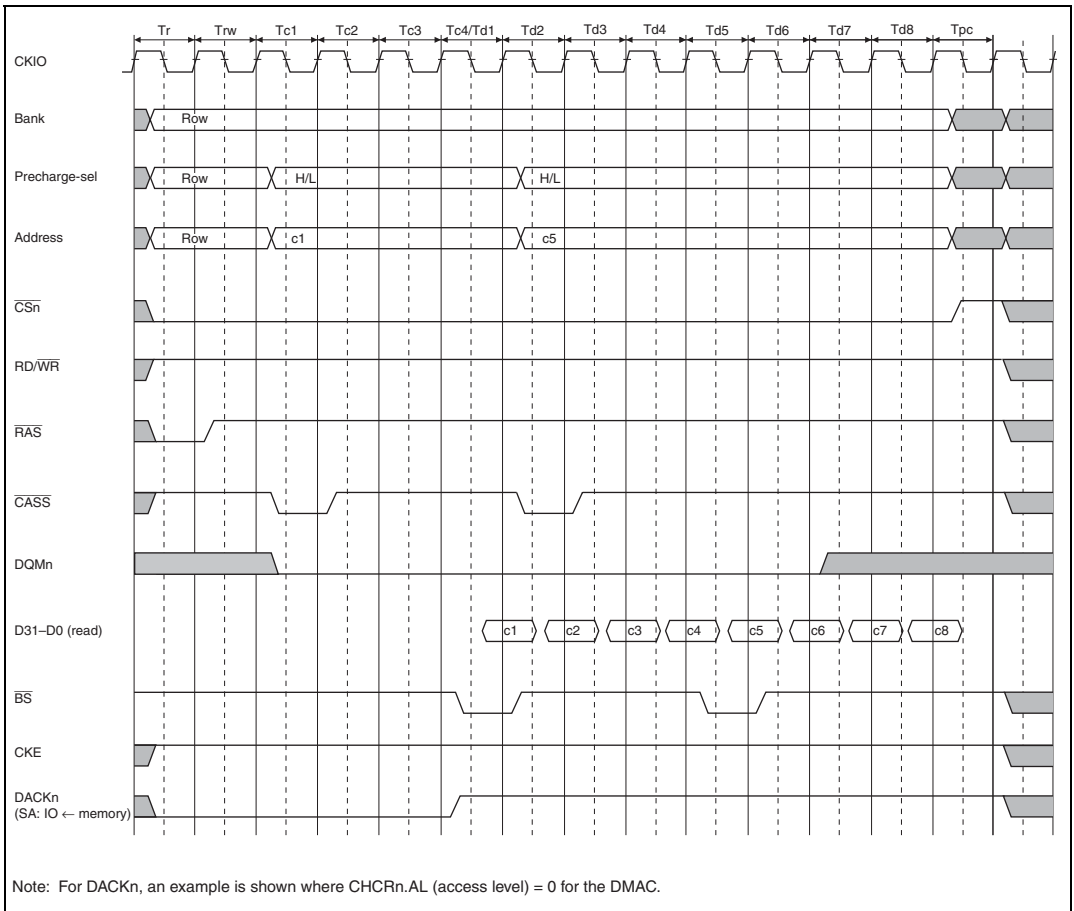 Tr Trw Tc1 Tc2 Tc3 Tc4/Td1 Td2 Td3 Td4 Td5 Td6 Td7 Td8 Tpc
CKIO
Bank Row
Precharge-sel Row H/L H/L
Address Row c1 c5
CSn
RD/WR
RAS
CASS
DQMn
D31–D0 (read) c1 c2 c3 c4 c5 c6 c7 c8
BS
CKE
DACKn
(SA: IO ← memory)
Note: For DACKn, an example is shown where CHCRn.AL (access level) = 0 for the DMAC.